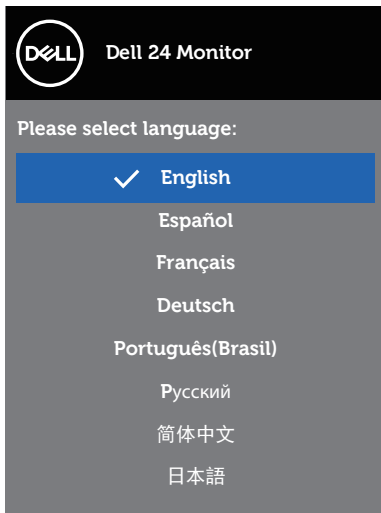 DELL
Dell 24 Monitor
Please select language:
English
Español
Français
Deutsch
Português(Brasil)
Русский
简体中文
日本語